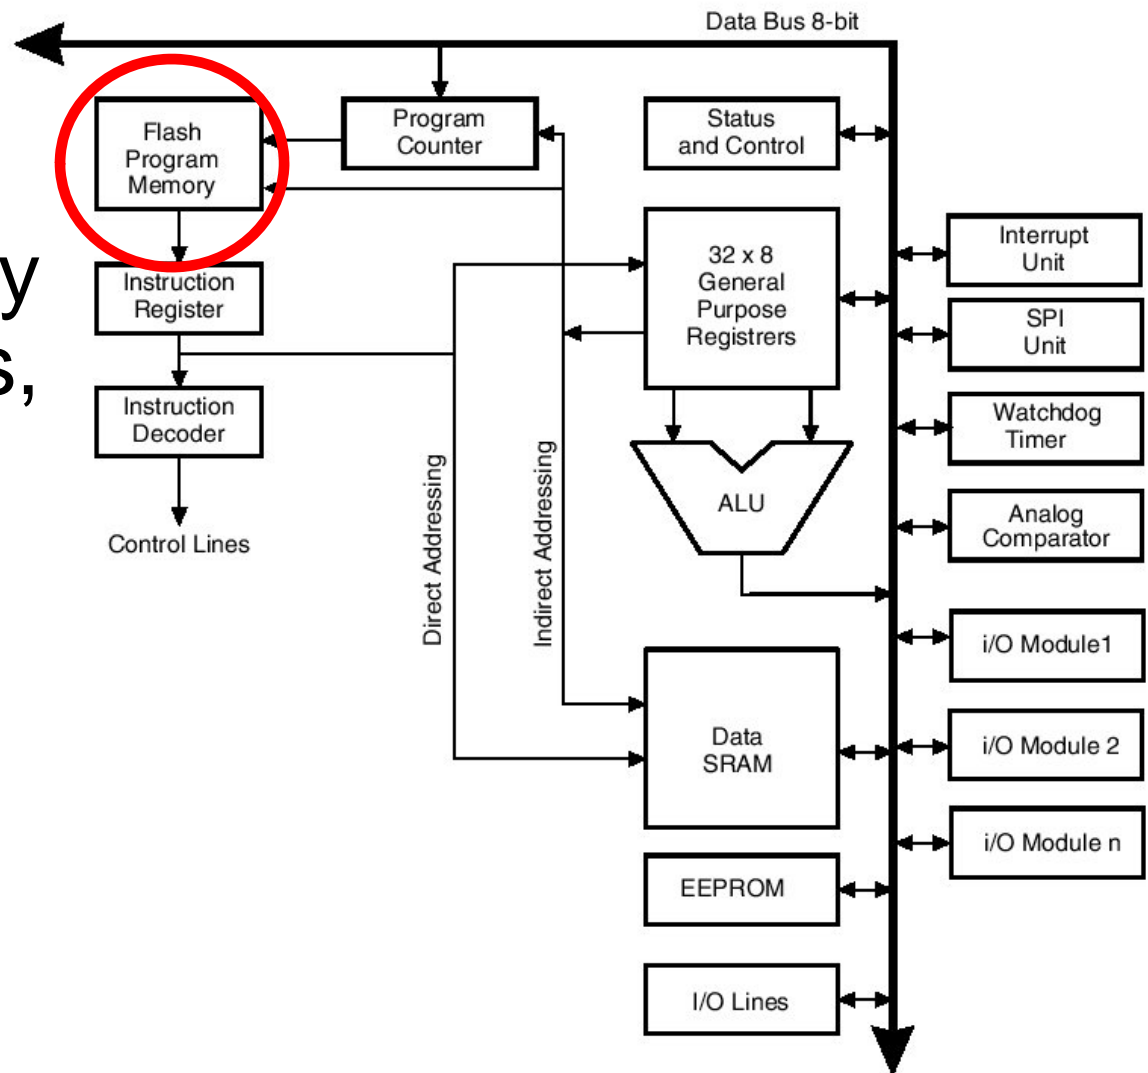 Data Bus 8-bit
Flash
Program
Memory
Program
Counter
Status
and Control
y
s,
Instruction
Register
32 x 8
General
Purpose
Registrers
Interrupt
Unit
SPI
Unit
Instruction
Decoder
Watchdog
Timer
ALU
Analog
Comparator
Control Lines
Direct Addressing
Indirect Addressing
i/O Module1
Data
SRAM
i/O Module 2
i/O Module n
EEPROM
I/O Lines